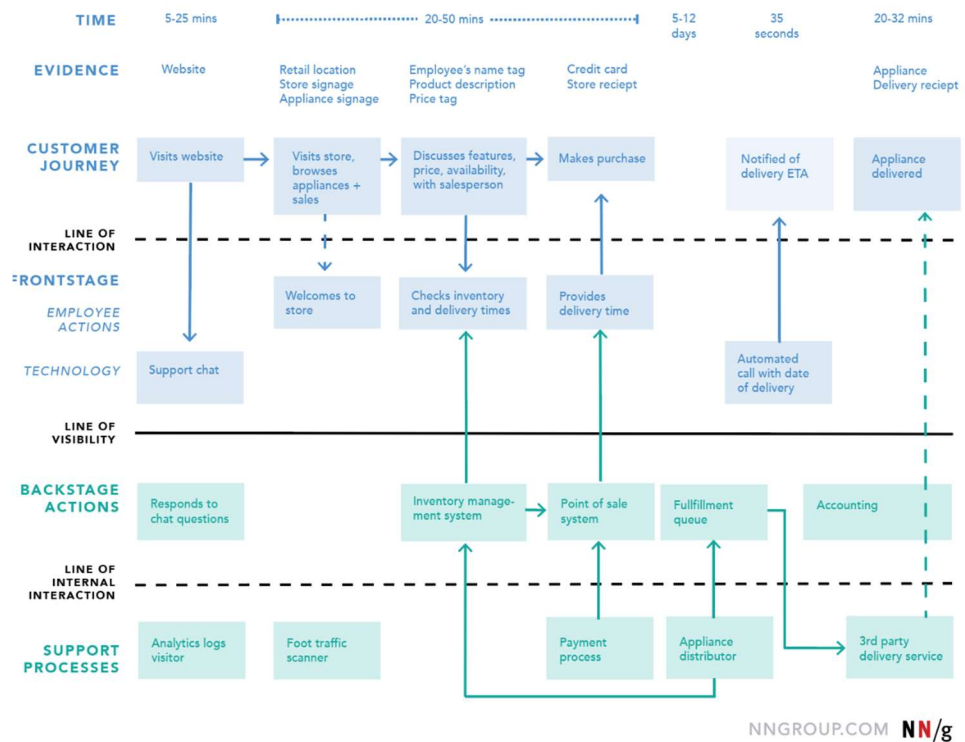 TIME
5-25 mins
20-50 mins
5-12
days
35
seconds
20-32 mins
EVIDENCE
Website
Retail location
Store signage
Appliance signage
Employee's name tag
Product description
Price tag
Credit card
Store reciept
Appliance
Delivery reciept
CUSTOMER
JOURNEY
Visits website
Visits store,
browses
appliances +
sales
Discusses features,
price, availability,
with salesperson
Makes purchase
Notified of
delivery ETA
Appliance
delivered
LINE OF
INTERACTION
FRONTSTAGE
EMPLOYEE
ACTIONS
Welcomes to
store
Checks inventory
and delivery times
Provides
delivery time
TECHNOLOGY
Support chat
Automated
call with date
of delivery
LINE OF
VISIBILITY
BACKSTAGE
ACTIONS
Responds to
chat questions
Inventory manage-
ment system
Point of sale
system
Fullfillment
queue
Accounting
LINE OF
INTERNAL
INTERACTION
SUPPORT
PROCESSES
Analytics logs
visitor
Foot traffic
scanner
Payment
process
Appliance
distributor
3rd party
delivery service
NNGROUP.COM NN/g